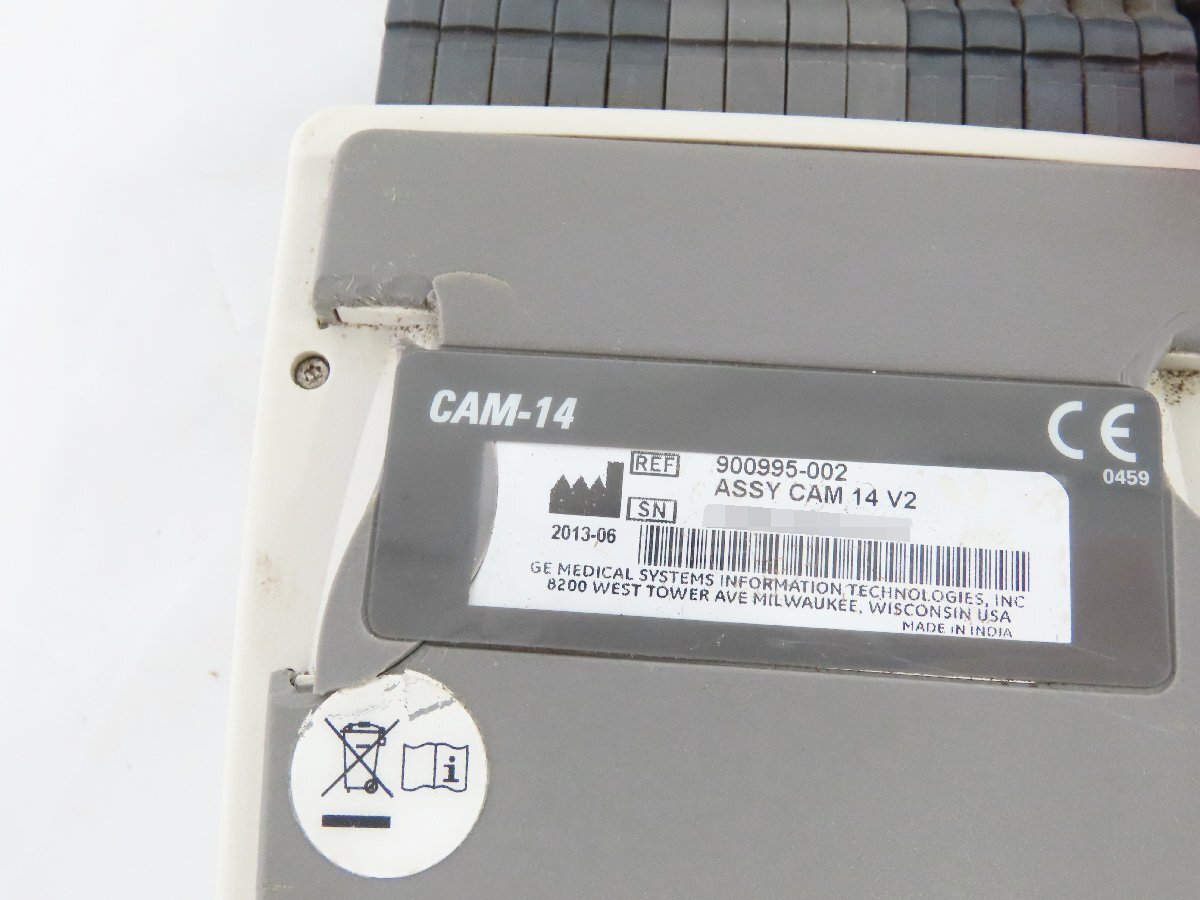 CAM-14
CE
0459
REF 900995-002
ASSY CAM 14 V2
SN
2013-06
GE MEDICAL SYSTEMS INFORMATION TECHNOLOGIES, INC
8200 WEST TOWER AVE MILWAUKEE, WISCONSIN USA
MADE IN INDIA
i